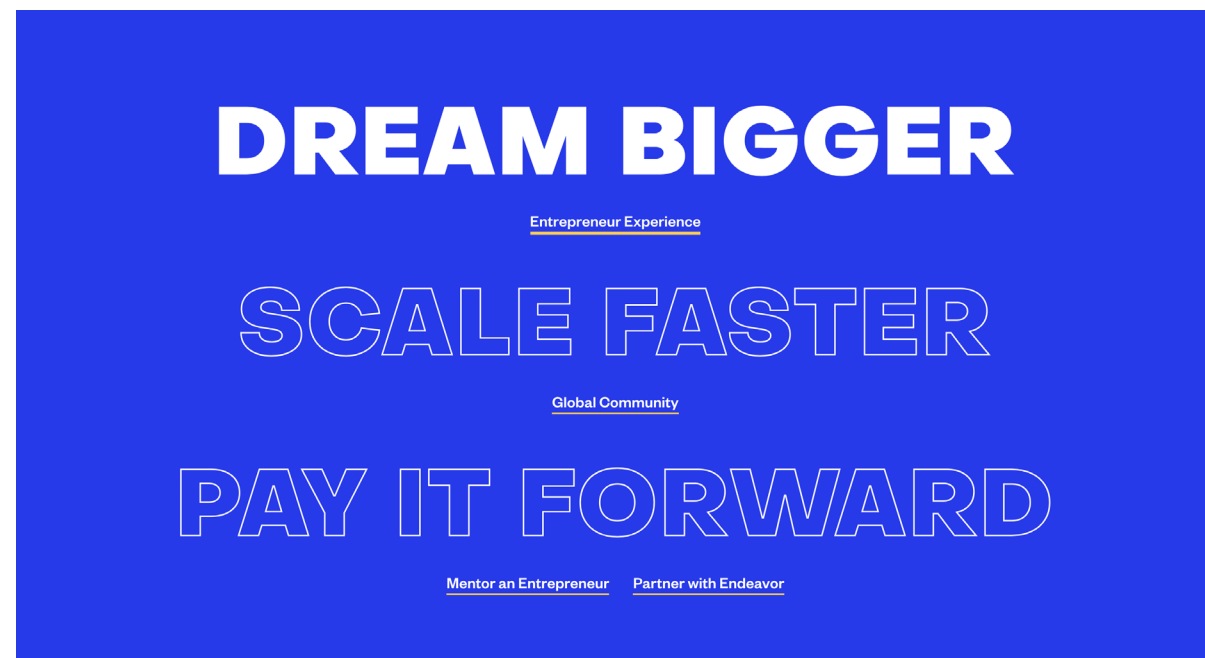 DREAM BIGGER
Entrepreneur Experience
SCALE FASTER
Global Community
PAY IT FORWARD
Mentor an Entrepreneur Partner with Endeavor